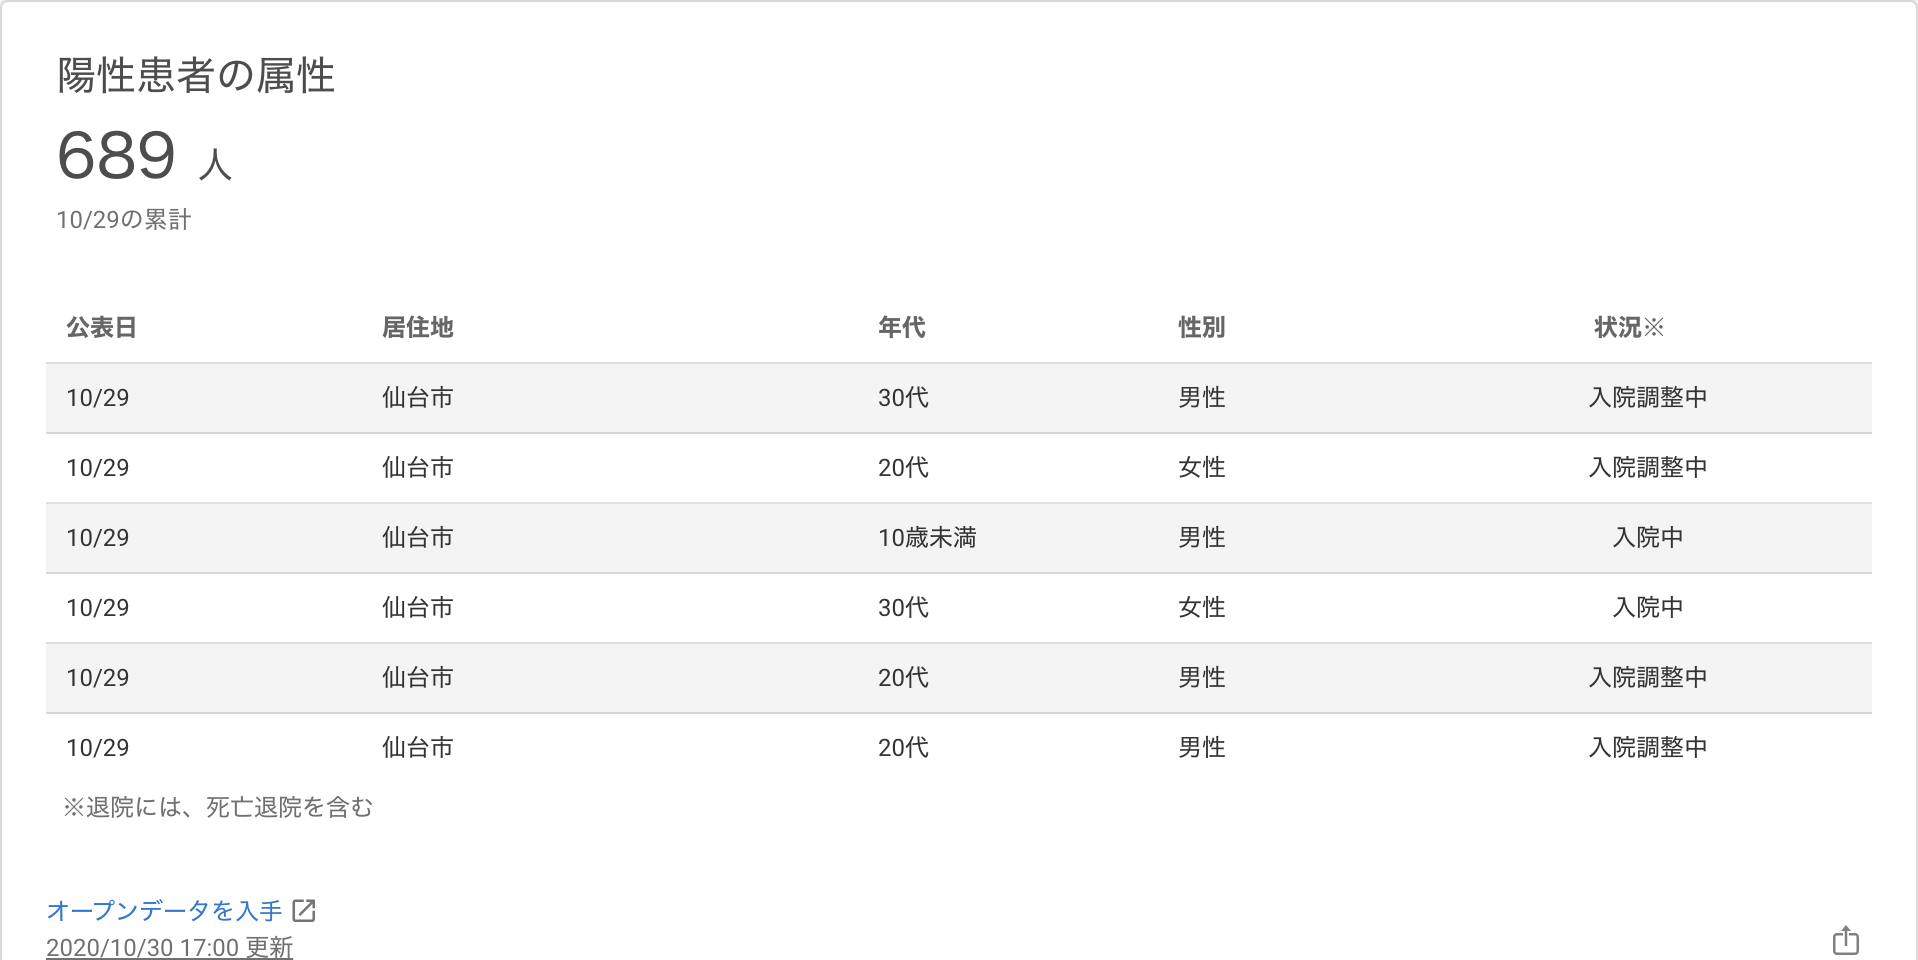 陽性患者の属性
689 人
10/29の累計
公表日 居住地 年代 性別 状況※
10/29 仙台市 30代 男性 入院調整中
10/29 仙台市 20代 女性 入院調整中
10/29 仙台市 10歳未満 男性 入院中
10/29 仙台市 30代 女性 入院中
10/29 仙台市 20代 男性 入院調整中
10/29 仙台市 20代 男性 入院調整中
※退院には、死亡退院を含む
オープンデータを入手
2020/10/30 17:00 更新